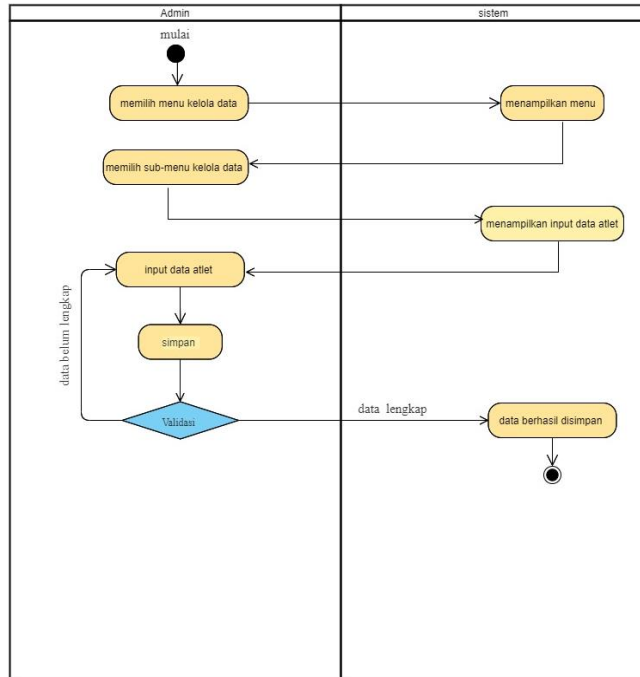 Admin
sistem
mulai
memilih menu kelola data
menampilkan menu
memilih sub-menu kelola data
menampilkan input data atlet
input data atlet
data belum lengkap
simpan
Validasi
data lengkap
data berhasil disimpan